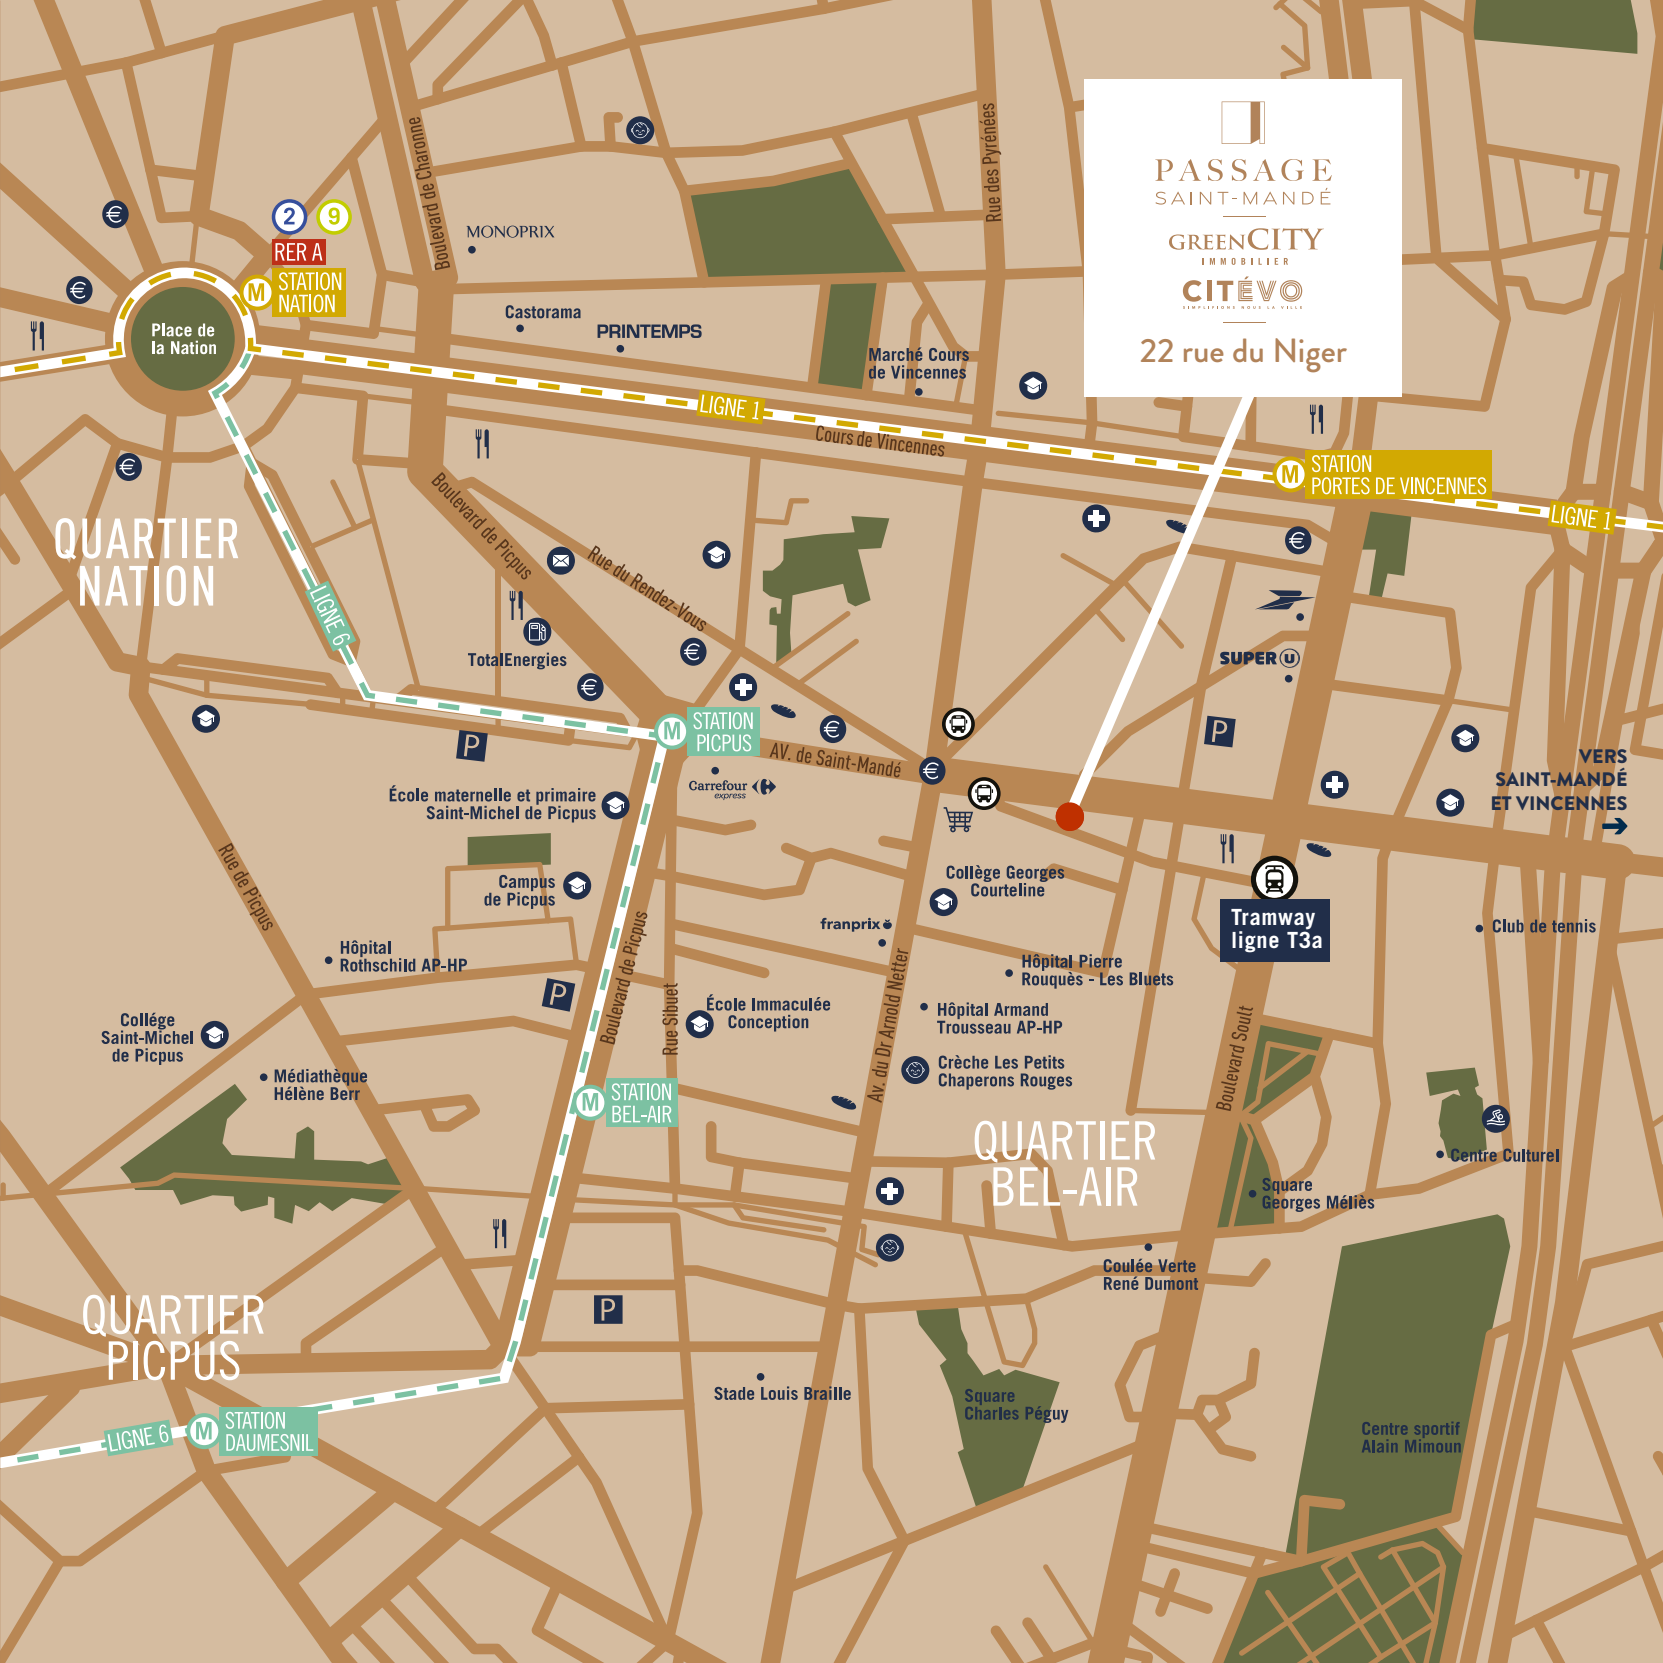 PASSAGE
SAINT-MANDÉ
GREENCITY
IMMOBILIER
CITÉVO
SIMPLIFIONS NOUS LA VILLE
22 rue du Niger
Boulevard de Charonne
Rue des Pyrénées
2
9
RER A
M
STATION
NATION
MONOPRIX
Place de
la Nation
Castorama
PRINTEMPS
Marché Cours
de Vincennes
LIGNE 1
Cours de Vincennes
M
STATION
PORTES DE VINCENNES
LIGNE 1
QUARTIER
NATION
Boulevard de Picpus
Rue du Rendez-Vous
LIGNE 6
TotalEnergies
SUPER U
M
STATION
PICPUS
P
P
AV. de Saint-Mandé
Carrefour
express
VERS
SAINT-MANDÉ
ET VINCENNES
École maternelle et primaire
Saint-Michel de Picpus
Rue de Picpus
Campus
de Picpus
Collège Georges
Courteline
franprix
Tramway
ligne T3a
Club de tennis
Hôpital
Rothschild AP-HP
Boulevard de Picpus
P
Rue Sibuet
École Immaculée
Conception
Av. du Dr Arnold Netter
Hôpital Pierre
Rouquès - Les Bluets
Hôpital Armand
Trousseau AP-HP
Crèche Les Petits
Chaperons Rouges
Boulevard Soult
Collége
Saint-Michel
de Picpus
Médiathèque
Hélène Berr
M
STATION
BEL-AIR
QUARTIER
BEL-AIR
Centre Culturel
Square
Georges Méliès
Coulée Verte
René Dumont
QUARTIER
PICPUS
P
Stade Louis Braille
Square
Charles Péguy
Centre sportif
Alain Mimoun
LIGNE 6
M
STATION
DAUMESNIL